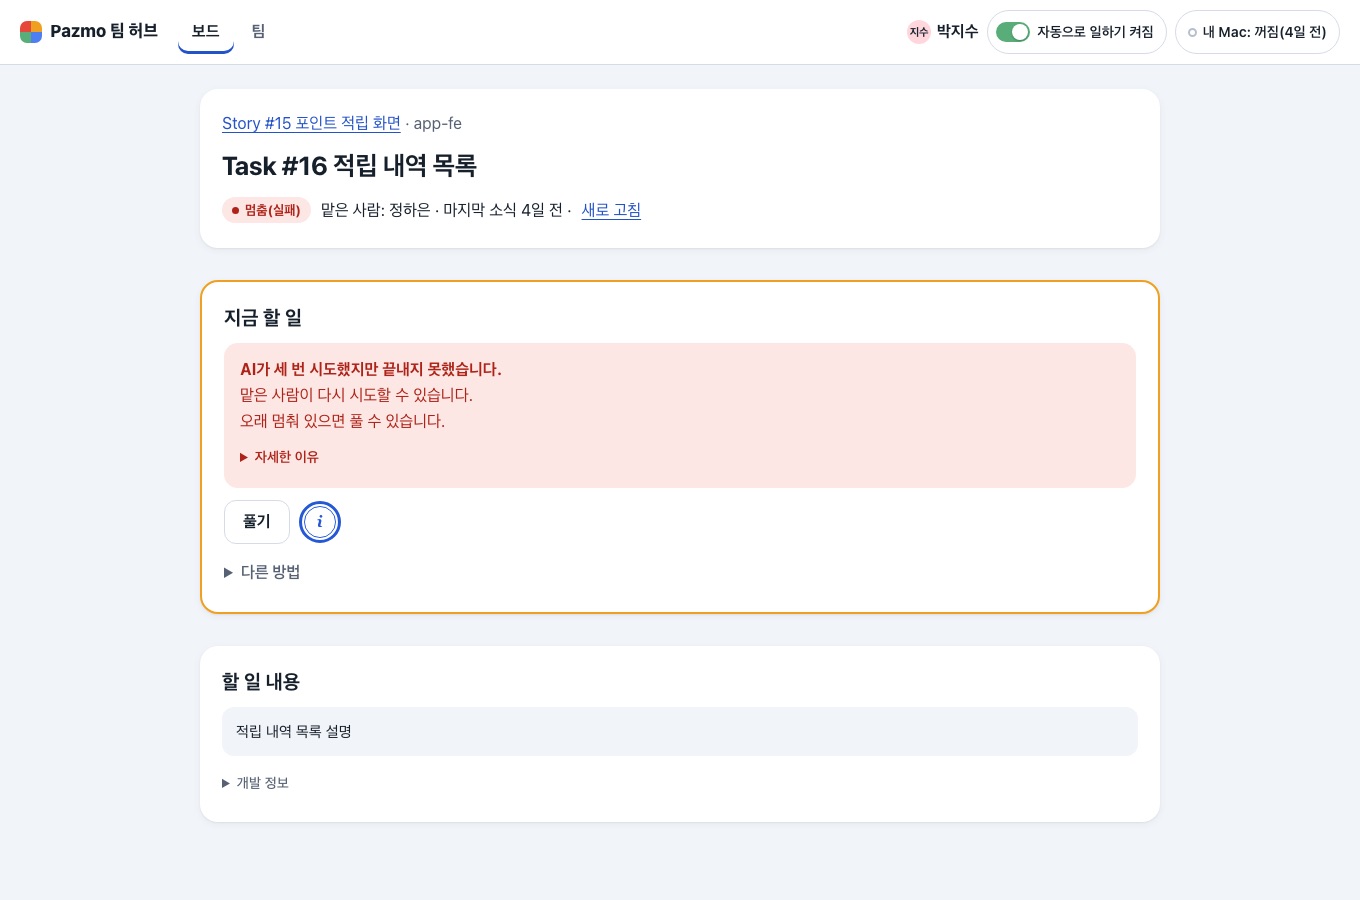 Pazmo 팀 허브
보드
팀
지수 박지수
자동으로 일하기 켜짐
내 Mac: 꺼짐(4일 전)
Story #15 포인트 적립 화면 · app-fe
Task #16 적립 내역 목록
멈춤(실패) 맡은 사람: 정하은 · 마지막 소식 4일 전 · 새로 고침
지금 할 일
AI가 세 번 시도했지만 끝내지 못했습니다.
맡은 사람이 다시 시도할 수 있습니다.
오래 멈춰 있으면 풀 수 있습니다.
자세한 이유
풀기 i
다른 방법
할 일 내용
적립 내역 목록 설명
개발 정보